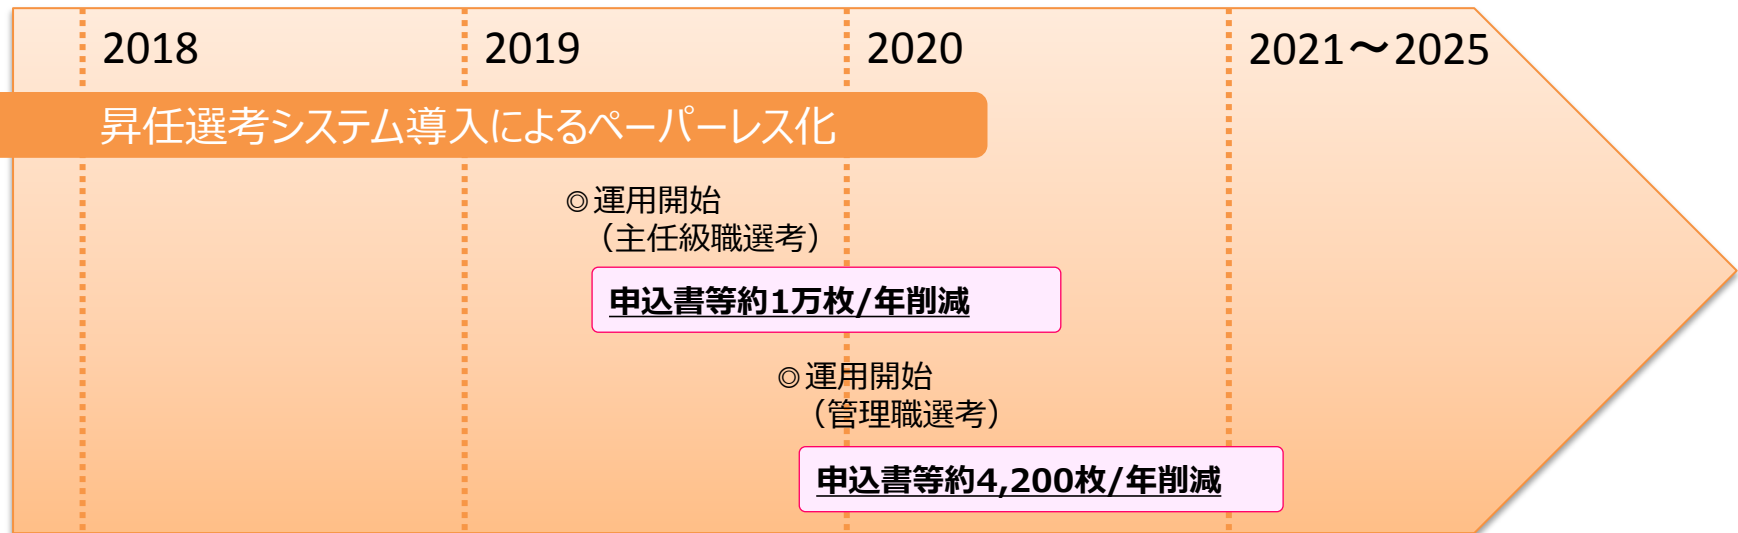 2018
2019
2020
2021～2025
昇任選考システム導入によるペーパーレス化
◎運用開始
（主任級職選考）
申込書等約1万枚/年削減
◎運用開始
（管理職選考）
申込書等約4,200枚/年削減